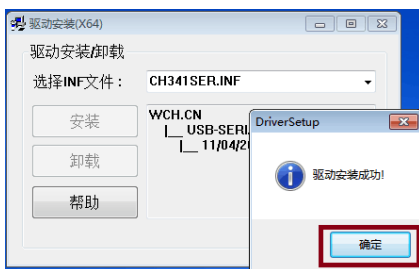 驱动安装(X64)
驱动安装/卸载
选择INF文件：
CH341SER.INF
安装
卸载
帮助
WCH.CN
|__ USB-SERI
|__ 11/04/2
DriverSetup
驱动安装成功!
确定